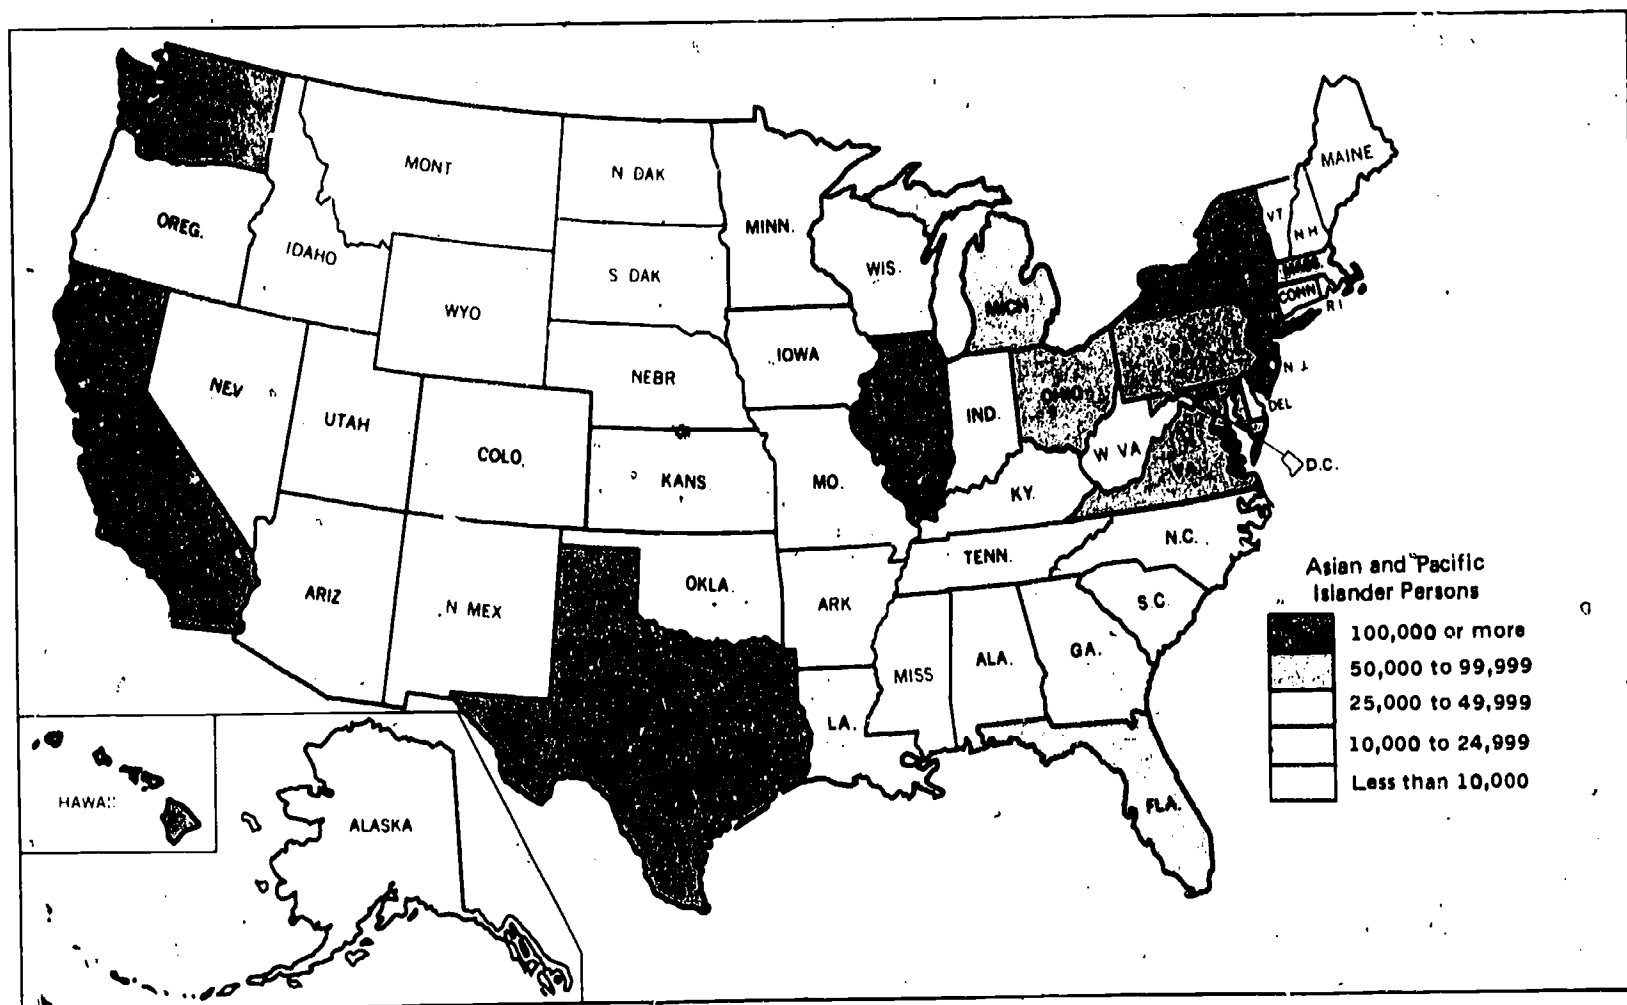 MAINE
MONT
N DAK
VT
N H
OREG.
MINN.
IDAHO
WIS.
MASS.
S DAK
CONN
MICH
R I
WYO
IOWA
N J.
NEBR
NEV
OHIO
DEL
UTAH
IND.
COLO.
W VA
D.C.
KANS
MO.
KY.
N.C.
TENN.
Asian and Pacific
Islander Persons
ARIZ
N MEX
OKLA.
ARK
S.C.
100,000 or more
GA.
ALA.
50,000 to 99,999
MISS
25,000 to 49,999
LA.
10,000 to 24,999
Less than 10,000
HAWAII
FLA.
ALASKA